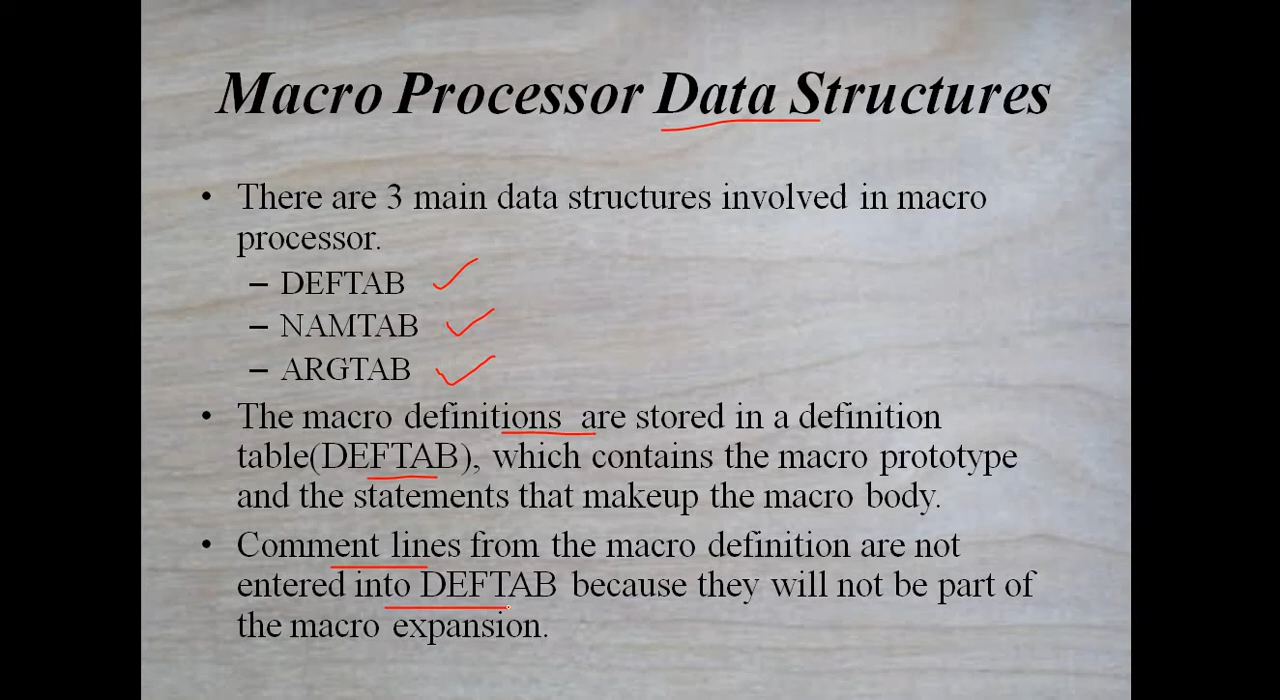 Macro Processor Data Structures
• There are 3 main data structures involved in macro
processor.
– DEFTAB
– NAMTAB
– ARGTAB
• The macro definitions are stored in a definition
table(DEFTAB), which contains the macro prototype
and the statements that makeup the macro body.
• Comment lines from the macro definition are not
entered into DEFTAB because they will not be part of
the macro expansion.